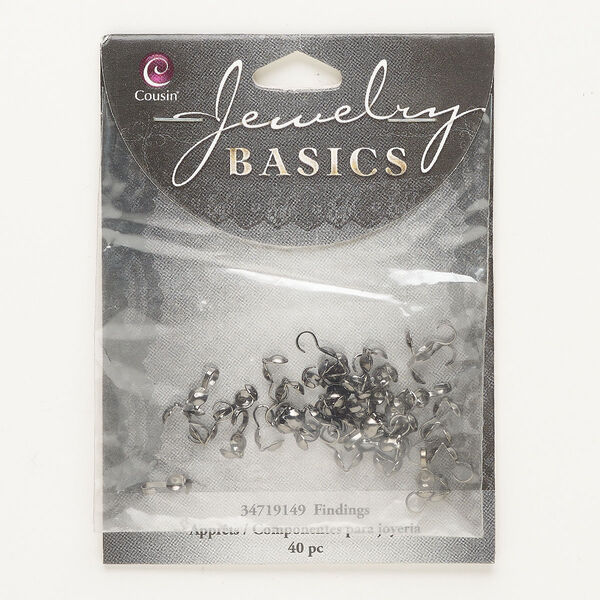 Cousin®
Jewelry
BASICS
34719149 Findings
Apprêts / Componentes para joyería
40 pc